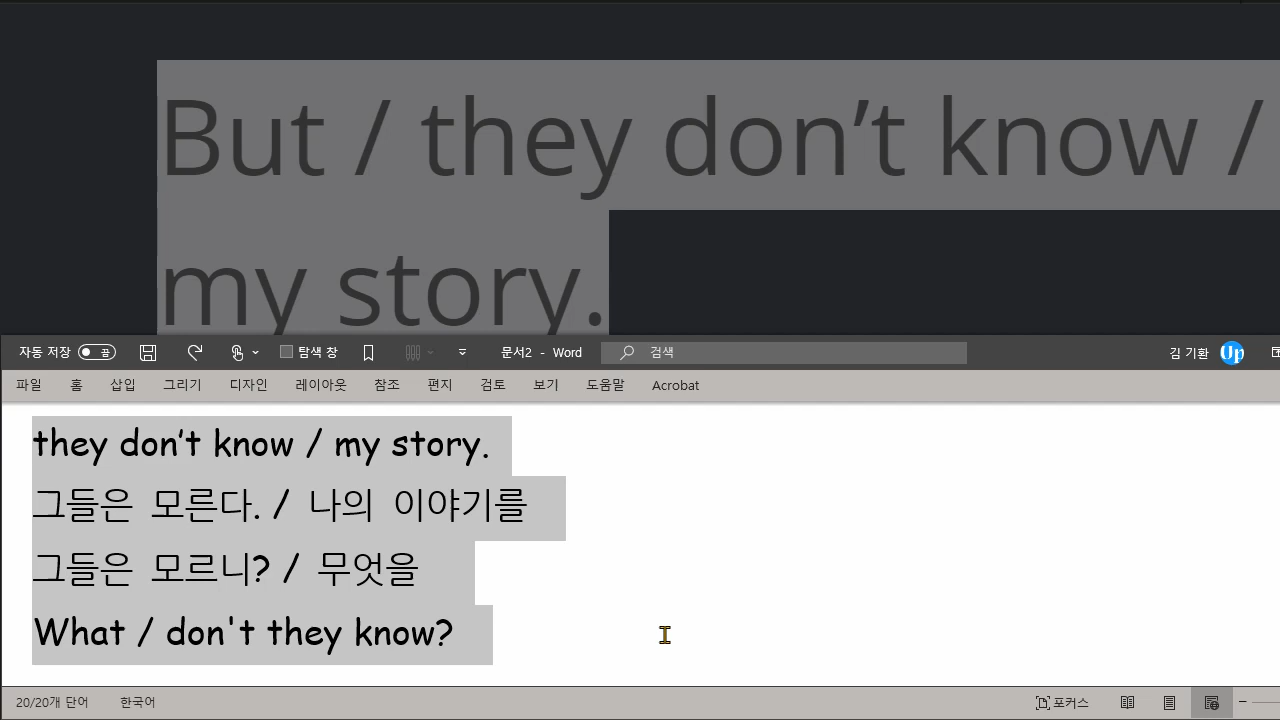 But / they don’t know /
my story.
자동 저장 끔 탐색 창 문서2 - Word 검색 김 기환 Up
파일 홈 삽입 그리기 디자인 레이아웃 참조 편지 검토 보기 도움말 Acrobat
they don’t know / my story.
그들은 모른다. / 나의 이야기를
그들은 모르니? / 무엇을
What / don't they know?
20/20개 단어 한국어 포커스